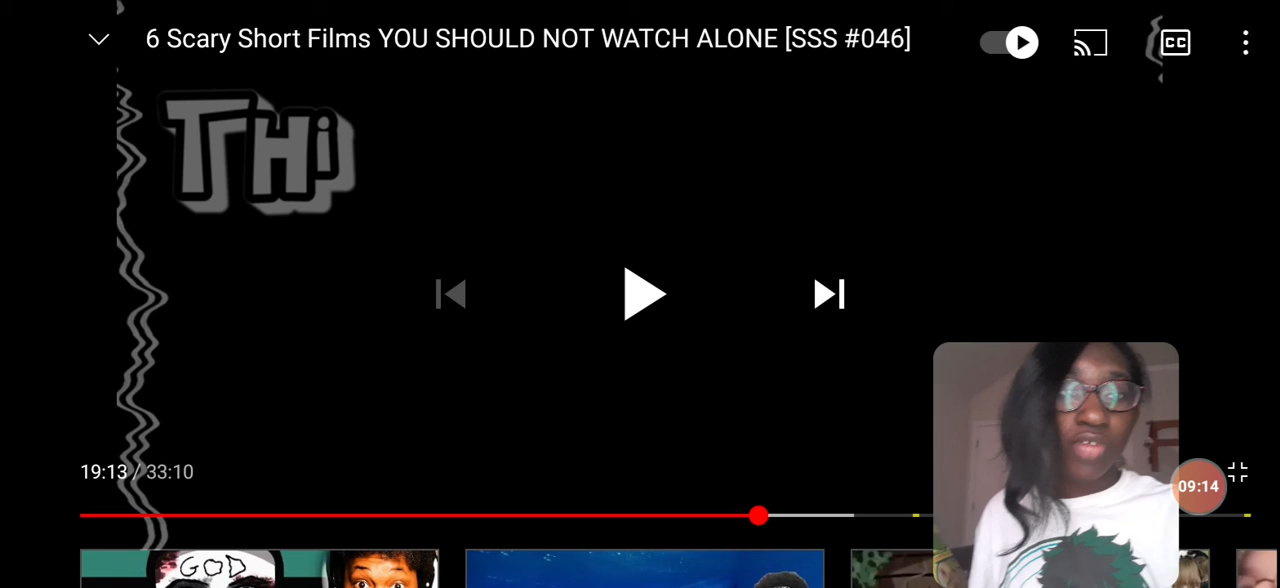 6 Scary Short Films YOU SHOULD NOT WATCH ALONE [SSS #046]
CC
THi
19:13 / 33:10
09:14
GOD